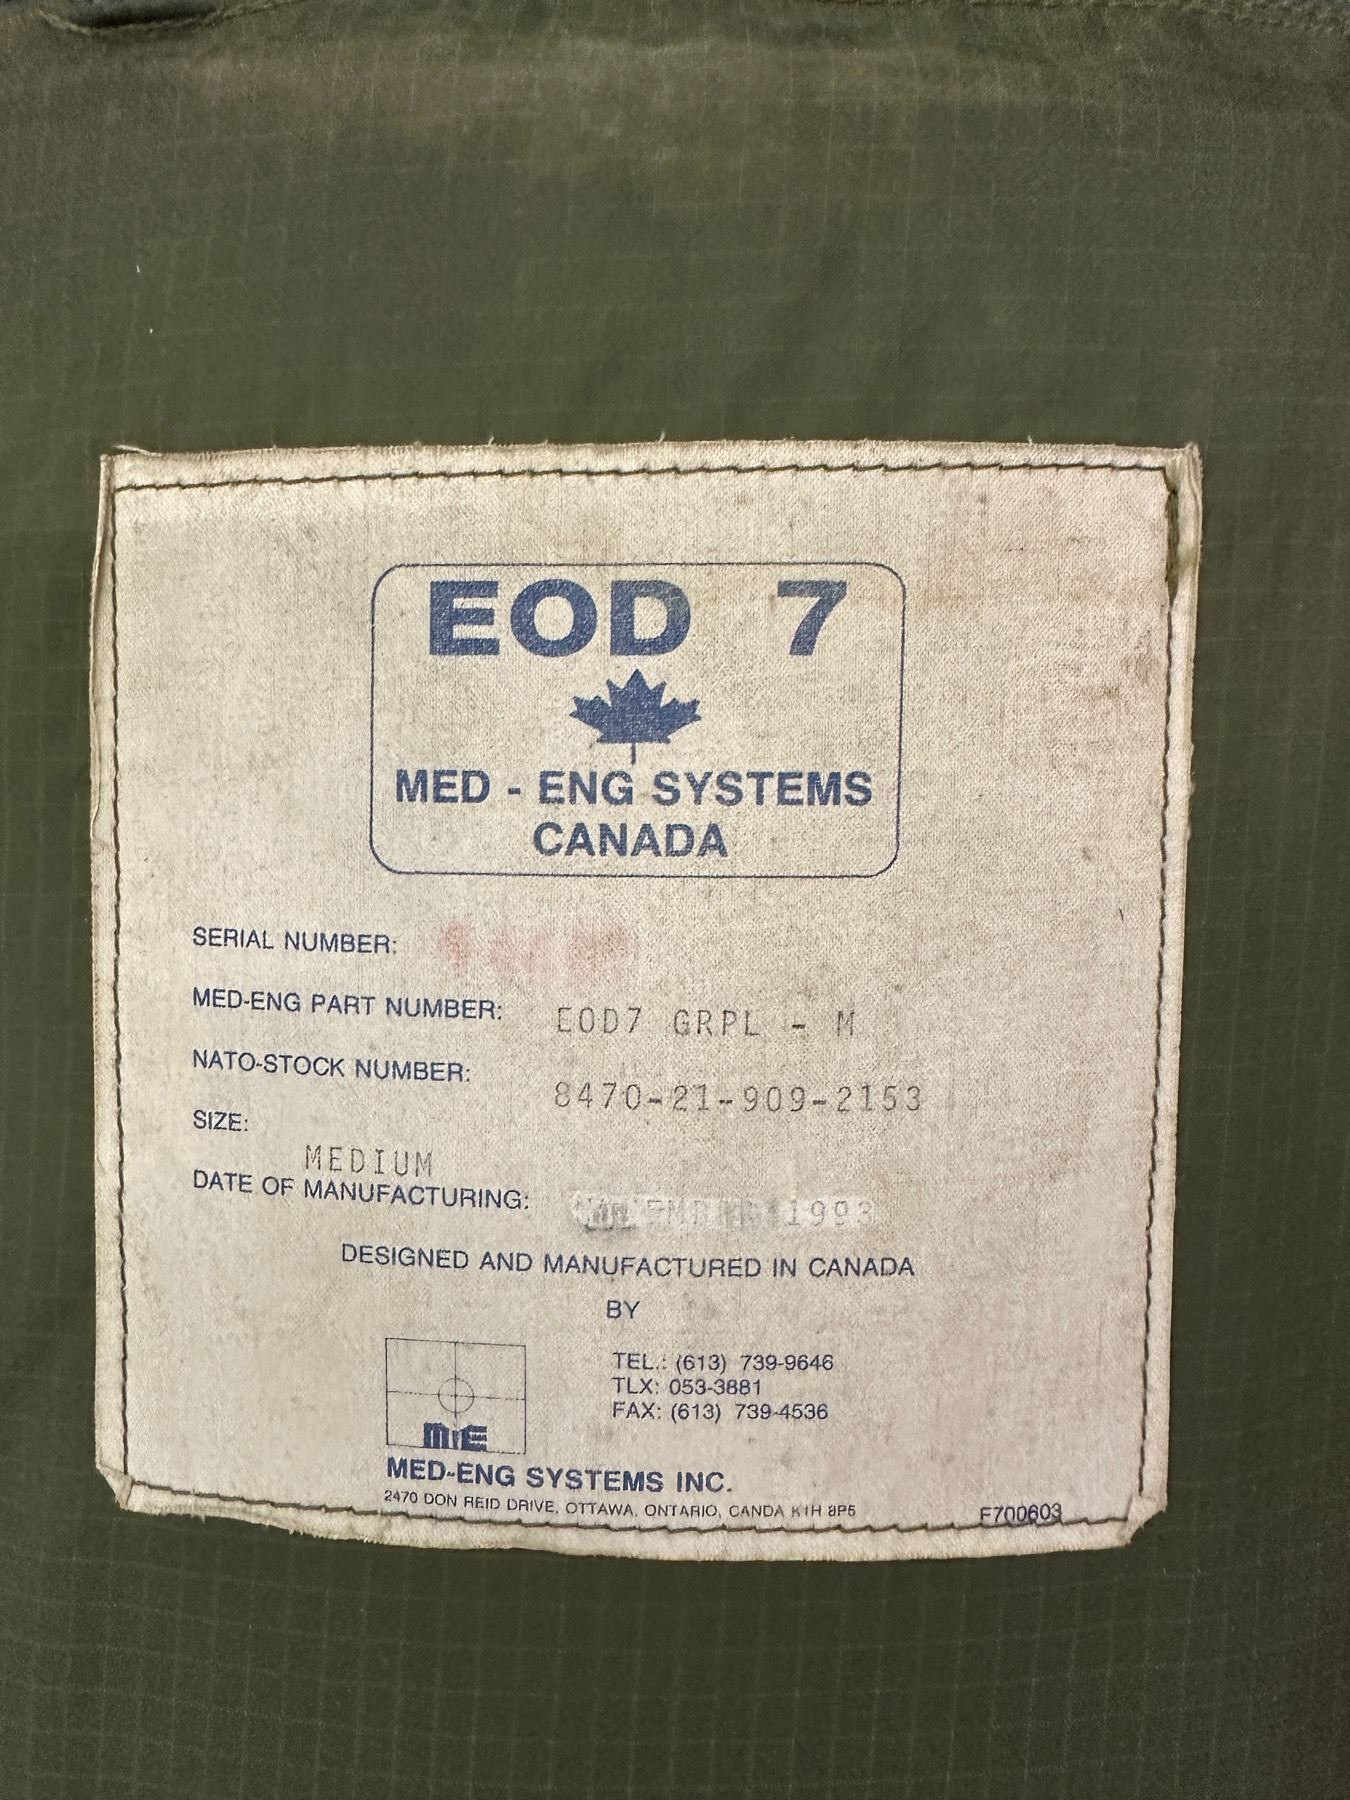 EOD 7
MED - ENG SYSTEMS
CANADA
SERIAL NUMBER:
MED-ENG PART NUMBER: EOD7 GRPL - M
NATO-STOCK NUMBER: 8470-21-909-2153
SIZE: MEDIUM
DATE OF MANUFACTURING: 1993
DESIGNED AND MANUFACTURED IN CANADA
BY
TEL.: (613) 739-9646
TLX: 053-3881
FAX: (613) 739-4536
MED-ENG SYSTEMS INC.
2470 DON REID DRIVE, OTTAWA, ONTARIO, CANDA K1H 8P5
F700603